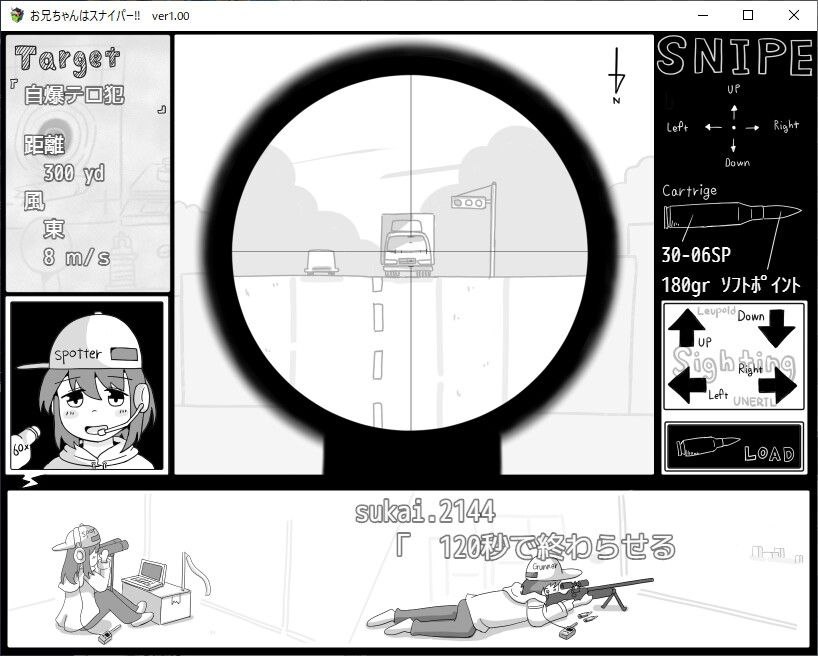 お兄ちゃんはスナイパー!! ver1.00
Target
『自爆テロ犯
』
距離
300 yd
風
東
8 m/s
spotter
60x
N
SNIPE
UP
Left
Right
Down
Cartrige
30-06SP
180gr ソフトポイント
Leupold
Down
UP
Sighting
Right
Left
UNERTL
LOAD
sukai.2144
「 120秒で終わらせる
Gunner